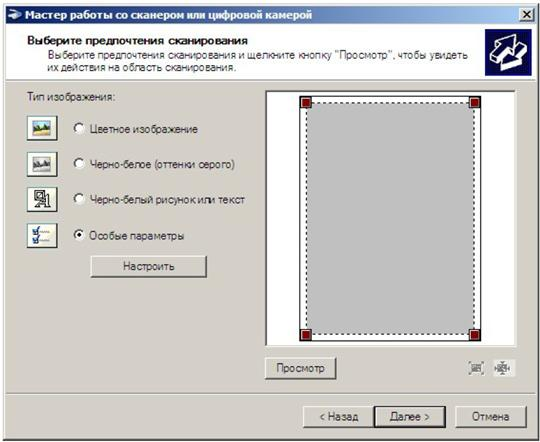 Мастер работы со сканером или цифровой камерой
Выберите предпочтения сканирования
Выберите предпочтения сканирования и щелкните кнопку "Просмотр", чтобы увидеть
их действия на область сканирования.
Тип изображения:
Цветное изображение
Черно-белое (оттенки серого)
Черно-белый рисунок или текст
Особые параметры
Настроить
Просмотр
< Назад
Далее >
Отмена